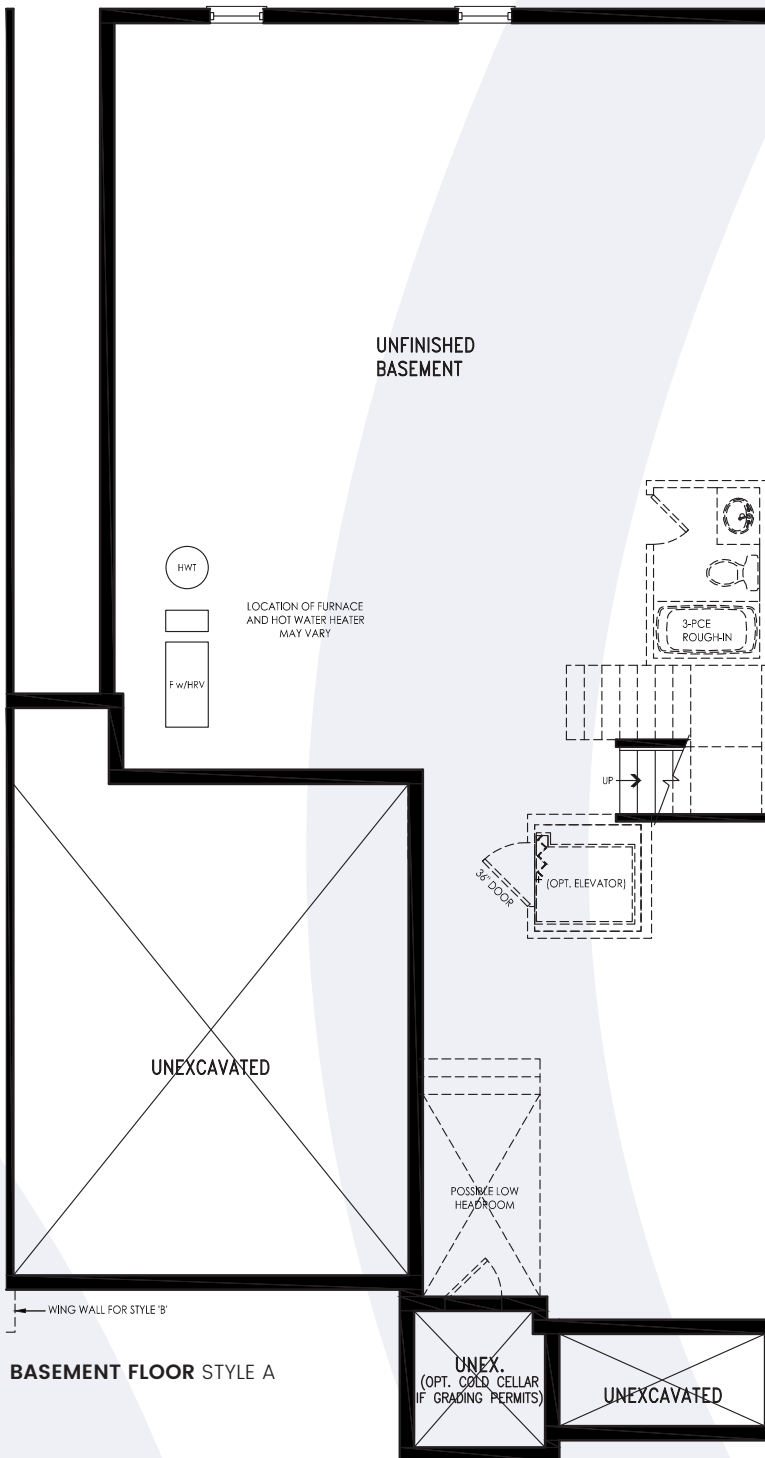 UNFINISHED
BASEMENT
HWT
LOCATION OF FURNACE
AND HOT WATER HEATER
MAY VARY
F w/HRV
3-PCE
ROUGH-IN
UP
36" DOOR
(OPT. ELEVATOR)
UNEXCAVATED
POSSIBLE LOW
HEADROOM
WING WALL FOR STYLE 'B'
BASEMENT FLOOR STYLE A
UNEX.
(OPT. COLD CELLAR
IF GRADING PERMITS)
UNEXCAVATED